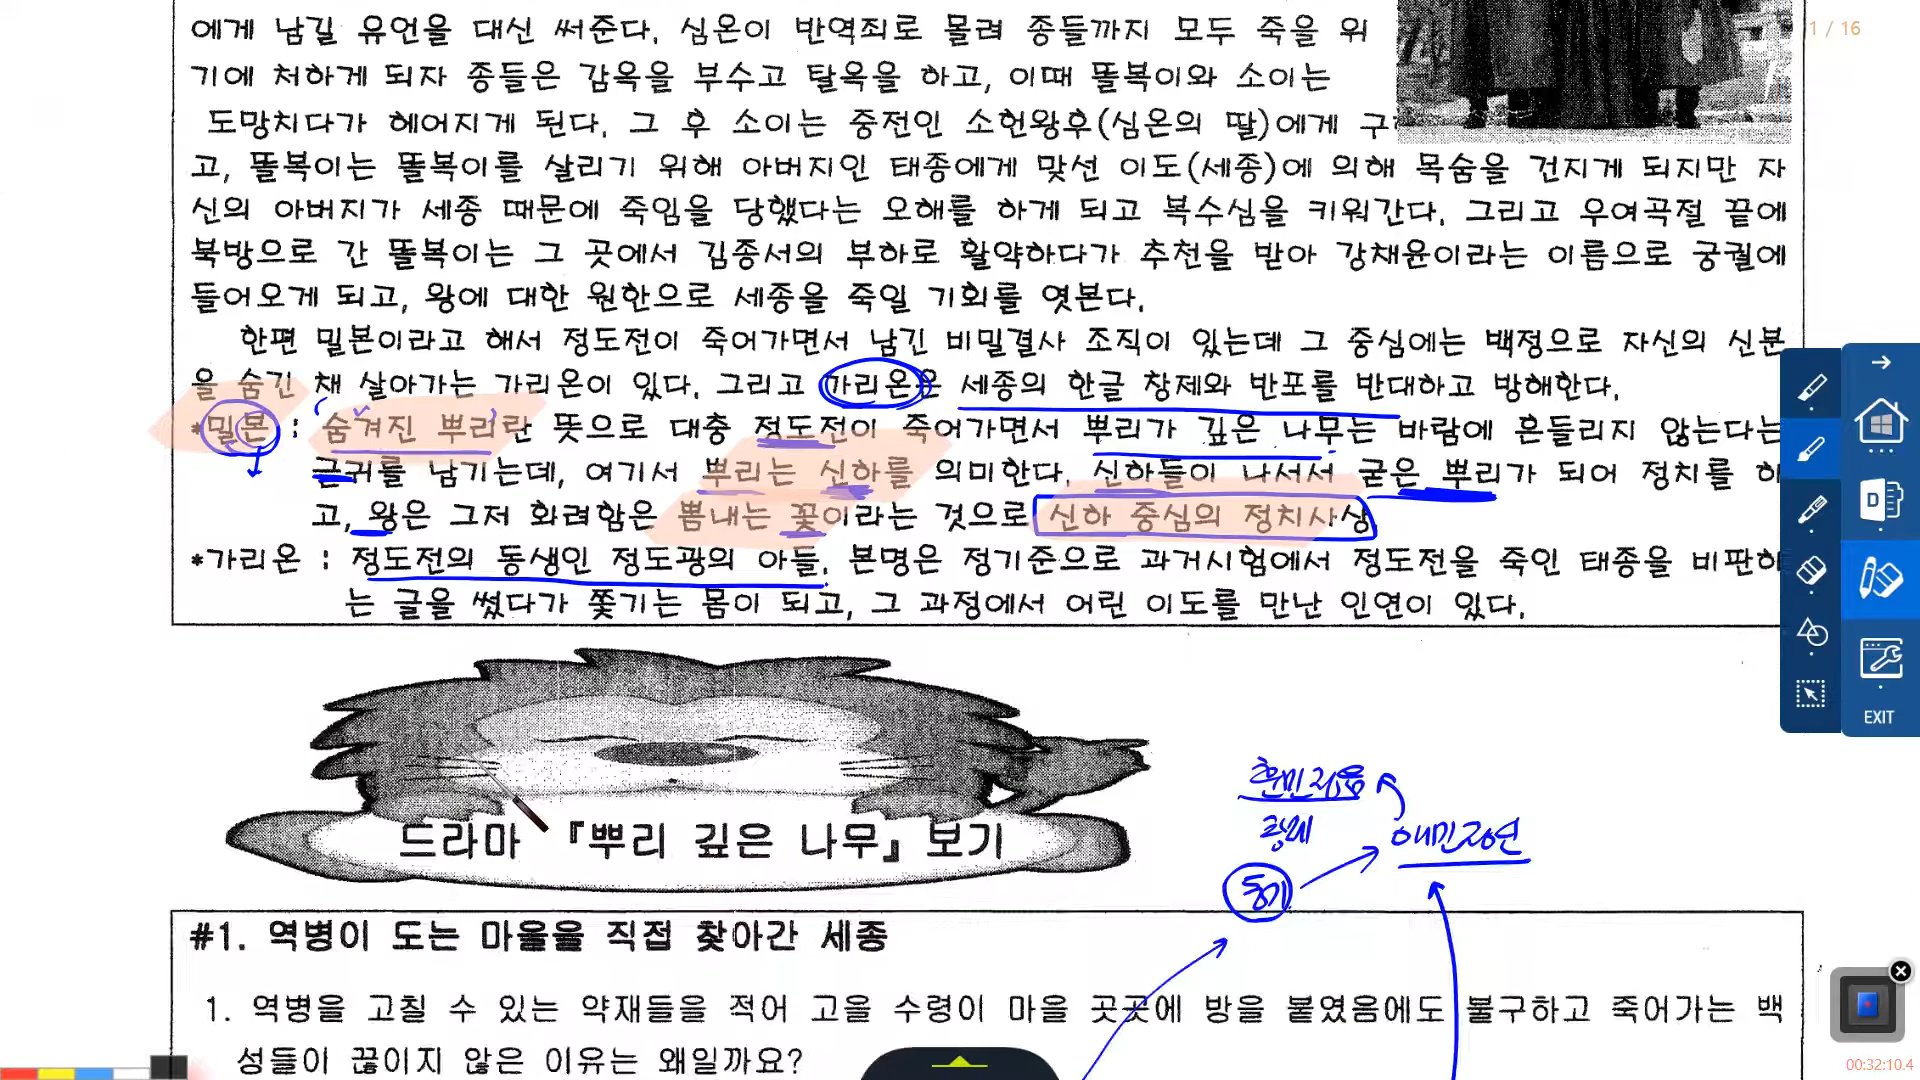 에게 남길 유언을 대신 써준다. 심온이 반역죄로 몰려 종들까지 모두 죽을 위
1 / 16
기에 처하게 되자 종들은 감옥을 부수고 탈옥을 하고, 이때 똘복이와 소이는
도망치다가 헤어지게 된다. 그 후 소이는 중전인 소헌왕후(심온의 딸)에게 구
고, 똘복이는 똘복이를 살리기 위해 아버지인 태종에게 맞선 이도(세종)에 의해 목숨을 건지게 되지만 자
신의 아버지가 세종 때문에 죽임을 당했다는 오해를 하게 되고 복수심을 키워간다. 그리고 우여곡절 끝에
북방으로 간 똘복이는 그 곳에서 김종서의 부하로 활약하다가 추천을 받아 강채윤이라는 이름으로 궁궐에
들어오게 되고, 왕에 대한 원한으로 세종을 죽일 기회를 엿본다.
한편 밀본이라고 해서 정도전이 죽어가면서 남긴 비밀결사 조직이 있는데 그 중심에는 백정으로 자신의 신분
을 숨긴 채 살아가는 가리온이 있다. 그리고 가리온은 세종의 한글 창제와 반포를 반대하고 방해한다.
*밀본 : 숨겨진 뿌리란 뜻으로 대충 정도전이 죽어가면서 뿌리가 깊은 나무는 바람에 흔들리지 않는다는
글귀를 남기는데, 여기서 뿌리는 신하를 의미한다. 신하들이 나서서 굳은 뿌리가 되어 정치를 하
고, 왕은 그저 화려함은 뽐내는 꽃이라는 것으로 신하 중심의 정치사상
*가리온 : 정도전의 동생인 정도광의 아들. 본명은 정기준으로 과거시험에서 정도전을 죽인 태종을 비판하
는 글을 썼다가 쫓기는 몸이 되고, 그 과정에서 어린 이도를 만난 인연이 있다.
EXIT
훈민정음
창제
애민정신
동기
드라마 『뿌리 깊은 나무』 보기
#1. 역병이 도는 마을을 직접 찾아간 세종
1. 역병을 고칠 수 있는 약재들을 적어 고을 수령이 마을 곳곳에 방을 붙였음에도 불구하고 죽어가는 백
성들이 끊이지 않은 이유는 왜일까요?
00:32:10.4